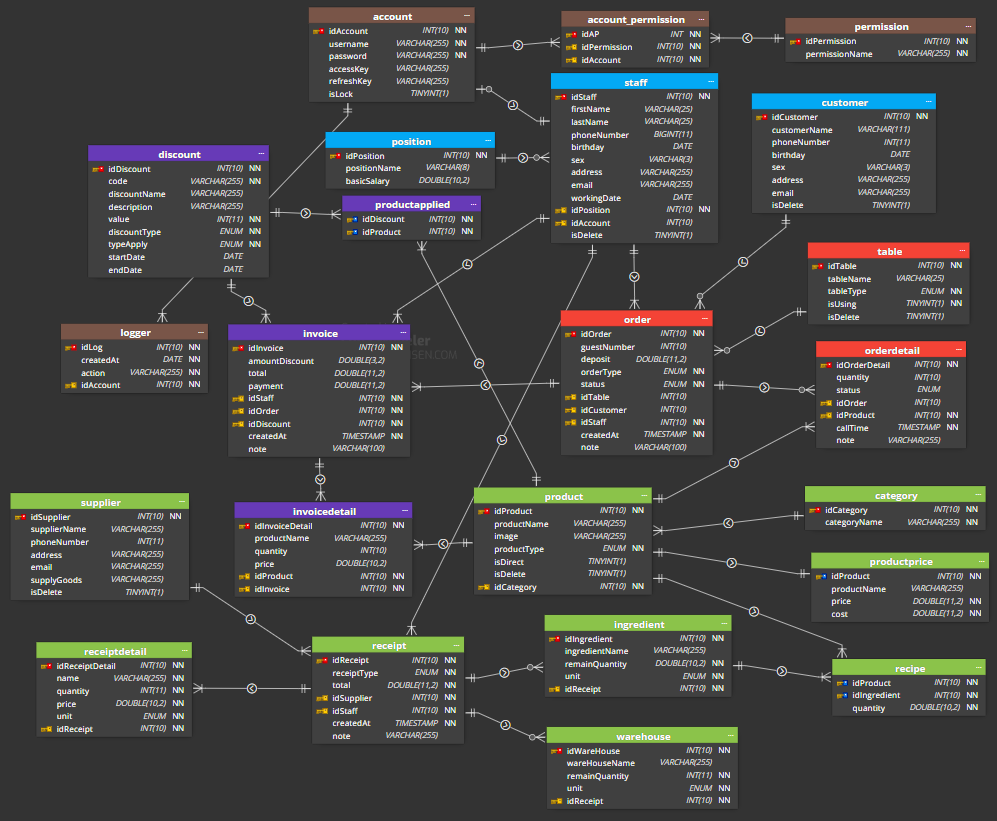 account
idAccount INT(10) NN
username VARCHAR(255) NN
password VARCHAR(255) NN
accessKey VARCHAR(255)
refreshKey VARCHAR(255)
isLock TINYINT(1)
account_permission
idAP INT NN
idPermission INT(10) NN
idAccount INT(10) NN
permission
idPermission INT(10) NN
permissionName VARCHAR(255) NN
staff
idStaff INT(10) NN
firstName VARCHAR(25)
lastName VARCHAR(25)
phoneNumber BIGINT(11)
birthday DATE
sex VARCHAR(3)
address VARCHAR(255)
email VARCHAR(255)
workingDate DATE
idPosition INT(10) NN
idAccount INT(10)
isDelete TINYINT(1)
customer
idCustomer INT(10) NN
customerName VARCHAR(111)
phoneNumber INT(11)
birthday DATE
sex VARCHAR(3)
address VARCHAR(255)
email VARCHAR(255)
isDelete TINYINT(1)
position
idPosition INT(10) NN
positionName VARCHAR(8)
basicSalary DOUBLE(10,2)
discount
idDiscount INT(10) NN
code VARCHAR(255) NN
discountName VARCHAR(255)
description VARCHAR(255)
value INT(11) NN
discountType ENUM NN
typeApply ENUM NN
startDate DATE
endDate DATE
productapplied
idDiscount INT(10) NN
idProduct INT(10) NN
table
idTable INT(10) NN
tableName VARCHAR(25)
tableType ENUM NN
isUsing TINYINT(1) NN
isDelete TINYINT(1)
logger
idLog INT(10) NN
createdAt DATE NN
action VARCHAR(255) NN
idAccount INT(10) NN
invoice
idInvoice INT(10) NN
amountDiscount DOUBLE(3,2)
total DOUBLE(11,2)
payment DOUBLE(11,2)
idStaff INT(10) NN
idOrder INT(10) NN
idDiscount INT(10) NN
createdAt TIMESTAMP NN
note VARCHAR(100)
eler
SEN.COM
order
idOrder INT(10) NN
guestNumber INT(10)
deposit DOUBLE(11,2)
orderType ENUM NN
status ENUM NN
idTable INT(10)
idCustomer INT(10)
idStaff INT(10) NN
createdAt TIMESTAMP NN
note VARCHAR(100)
orderdetail
idOrderDetail INT(10) NN
quantity INT(10)
status ENUM
idOrder INT(10)
idProduct INT(10) NN
callTime TIMESTAMP NN
note VARCHAR(255)
supplier
idSupplier INT(10) NN
supplierName VARCHAR(255)
phoneNumber INT(11)
address VARCHAR(255)
email VARCHAR(255)
supplyGoods VARCHAR(255)
isDelete TINYINT(1)
invoicedetail
idInvoiceDetail INT(10) NN
productName VARCHAR(255)
quantity INT(10)
price DOUBLE(10,2)
idProduct INT(10) NN
idInvoice INT(10) NN
product
idProduct INT(10) NN
productName VARCHAR(255)
image VARCHAR(255)
productType ENUM NN
isDirect TINYINT(1)
isDelete TINYINT(1)
idCategory INT(10) NN
category
idCategory INT(10) NN
categoryName VARCHAR(255) NN
productprice
idProduct INT(10) NN
productName VARCHAR(255)
price DOUBLE(11,2) NN
cost DOUBLE(11,2) NN
receiptdetail
idReceiptDetail INT(10) NN
name VARCHAR(255) NN
quantity INT(11) NN
price DOUBLE(10,2) NN
unit ENUM NN
idReceipt INT(10) NN
receipt
idReceipt INT(10) NN
receiptType ENUM NN
total DOUBLE(11,2) NN
idSupplier INT(10) NN
idStaff INT(10) NN
createdAt TIMESTAMP NN
note VARCHAR(255)
ingredient
idIngredient INT(10) NN
ingredientName VARCHAR(255)
remainQuantity DOUBLE(10,2) NN
unit ENUM NN
idReceipt INT(10) NN
recipe
idProduct INT(10) NN
idIngredient INT(10) NN
quantity DOUBLE(10,2) NN
warehouse
idWareHouse INT(10) NN
wareHouseName VARCHAR(255)
remainQuantity INT(11) NN
unit ENUM NN
idReceipt INT(10) NN